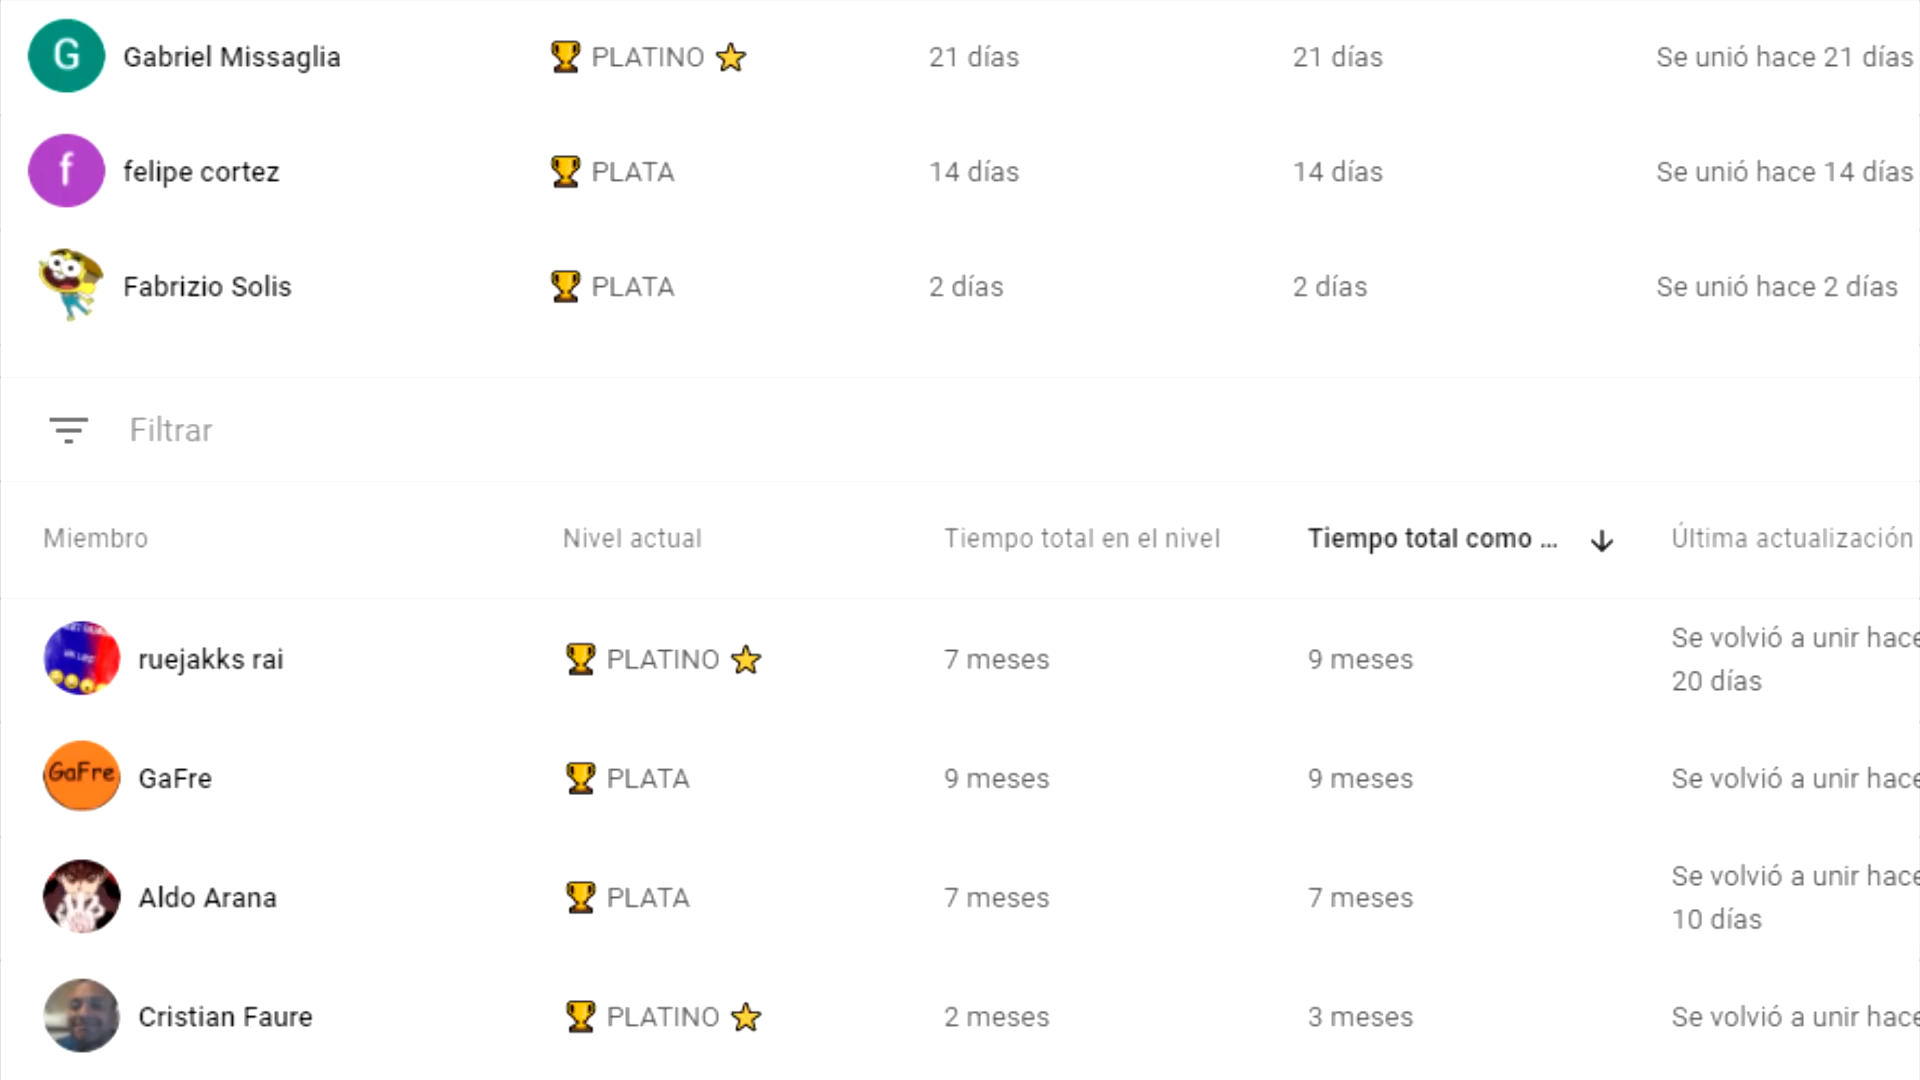 G Gabriel Missaglia PLATINO 21 días 21 días Se unió hace 21 días
f felipe cortez PLATA 14 días 14 días Se unió hace 14 días
Fabrizio Solis PLATA 2 días 2 días Se unió hace 2 días
Filtrar
Miembro Nivel actual Tiempo total en el nivel Tiempo total como ... Última actualización
ruejakks rai PLATINO 7 meses 9 meses Se volvió a unir hace
20 días
GaFre GaFre PLATA 9 meses 9 meses Se volvió a unir hace
Aldo Arana PLATA 7 meses 7 meses Se volvió a unir hace
10 días
Cristian Faure PLATINO 2 meses 3 meses Se volvió a unir hace